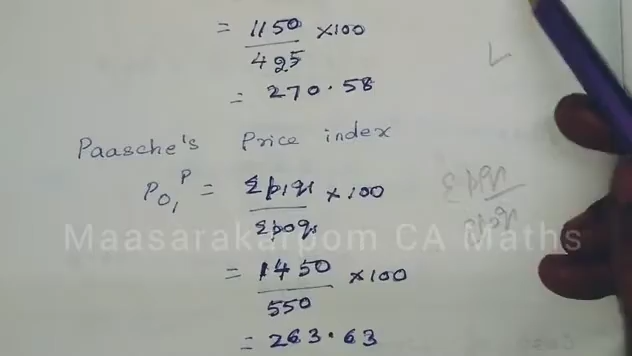 = 1150/425 ×100
= 270.58
Paasche's Price index
P₀₁ᴾ = Σp₁q₁/Σp₀q₁ ×100
Maasarakarpom CA Maths
= 1450/550 ×100
= 263.63